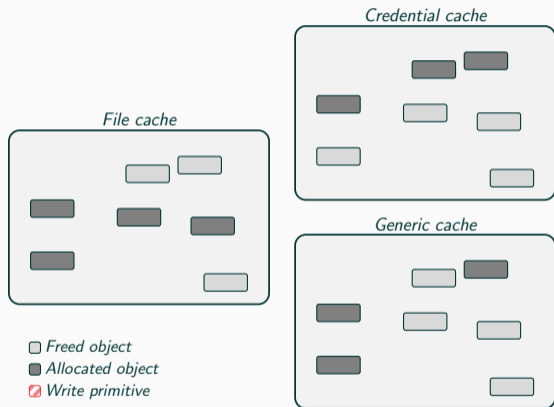 Credential cache
File cache
Generic cache
Freed object
Allocated object
Write primitive